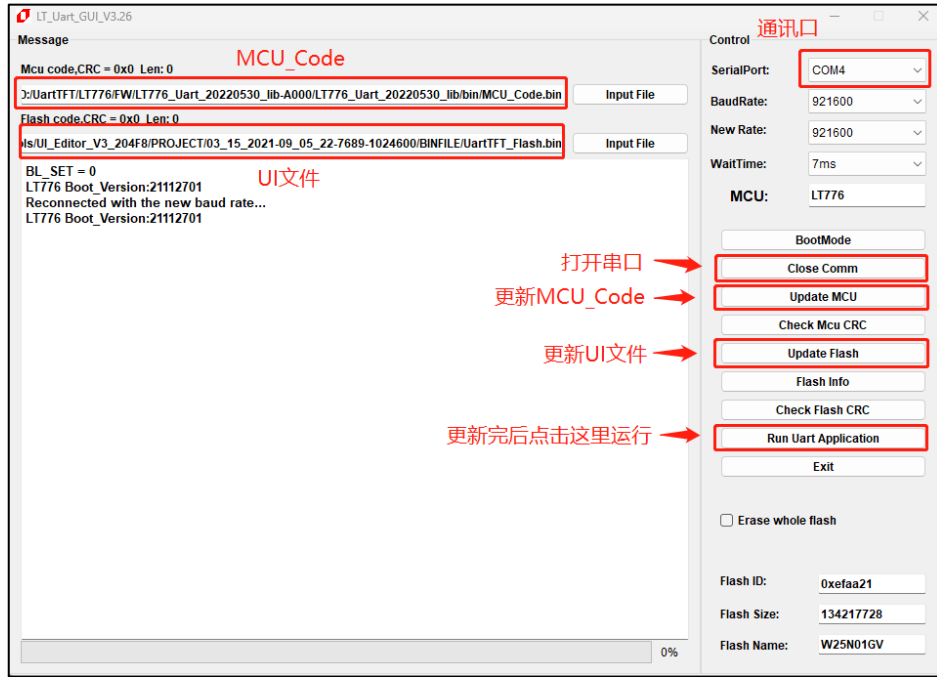 LT_Uart_GUI_V3.26
Message
MCU_Code
Mcu code,CRC = 0x0 Len: 0
):/UartTFT/LT776/FW/LT776_Uart_20220530_lib-A000/LT776_Uart_20220530_lib/bin/MCU_Code.bin
Input File
Flash code.CRC = 0x0 Len: 0
ls/UI_Editor_V3_204F8/PROJECT/03_15_2021-09_05_22-7689-1024600/BINFILE/UartTFT_Flash.bin
Input File
UI文件
BL_SET = 0
LT776 Boot_Version:21112701
Reconnected with the new baud rate...
LT776 Boot_Version:21112701
0%
通讯口
Control
SerialPort:
COM4
BaudRate:
921600
New Rate:
921600
WaitTime:
7ms
MCU:
LT776
BootMode
打开串口
Close Comm
更新MCU_Code
Update MCU
Check Mcu CRC
更新UI文件
Update Flash
Flash Info
Check Flash CRC
更新完后点击这里运行
Run Uart Application
Exit
Erase whole flash
Flash ID:
0xefaa21
Flash Size:
134217728
Flash Name:
W25N01GV